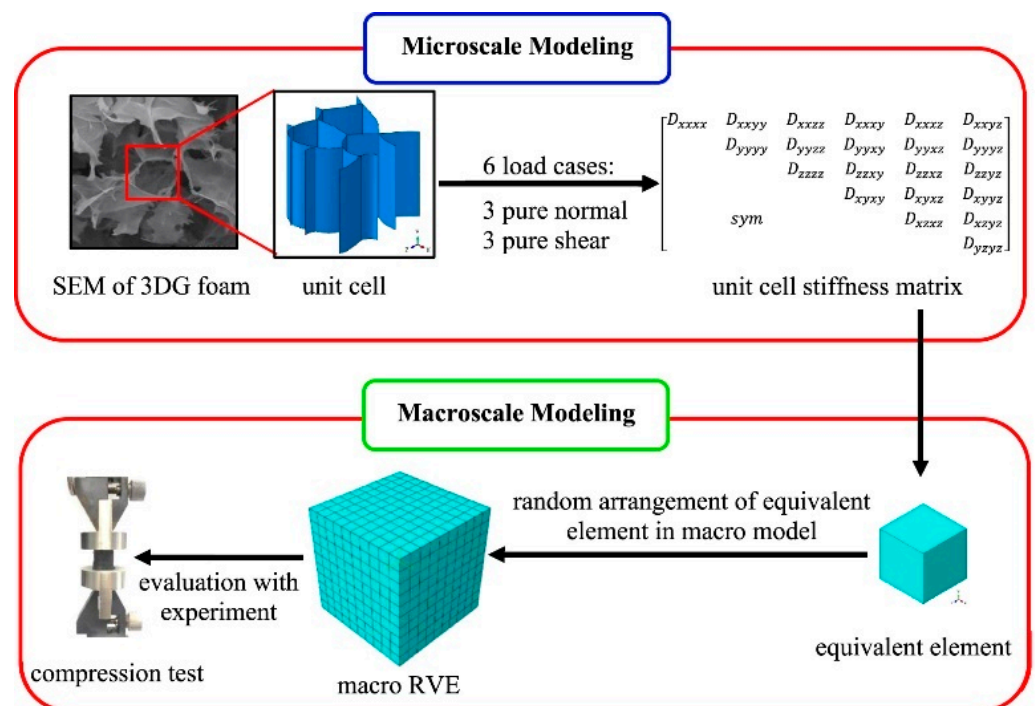 Microscale Modeling
6 load cases:
3 pure normal
3 pure shear
D_xxxx D_xxyy D_xxzz D_xxxy D_xxxz D_xxyz
D_yyyy D_yyzz D_yyxy D_yyxz D_yyyz
D_zzzz D_zzxy D_zzxz D_zzyz
D_xyxy D_xyxz D_xyyz
sym D_xzxz D_xzyz
D_yzyz
SEM of 3DG foam
unit cell
unit cell stiffness matrix
Macroscale Modeling
random arrangement of equivalent
element in macro model
evaluation with
experiment
equivalent element
compression test
macro RVE